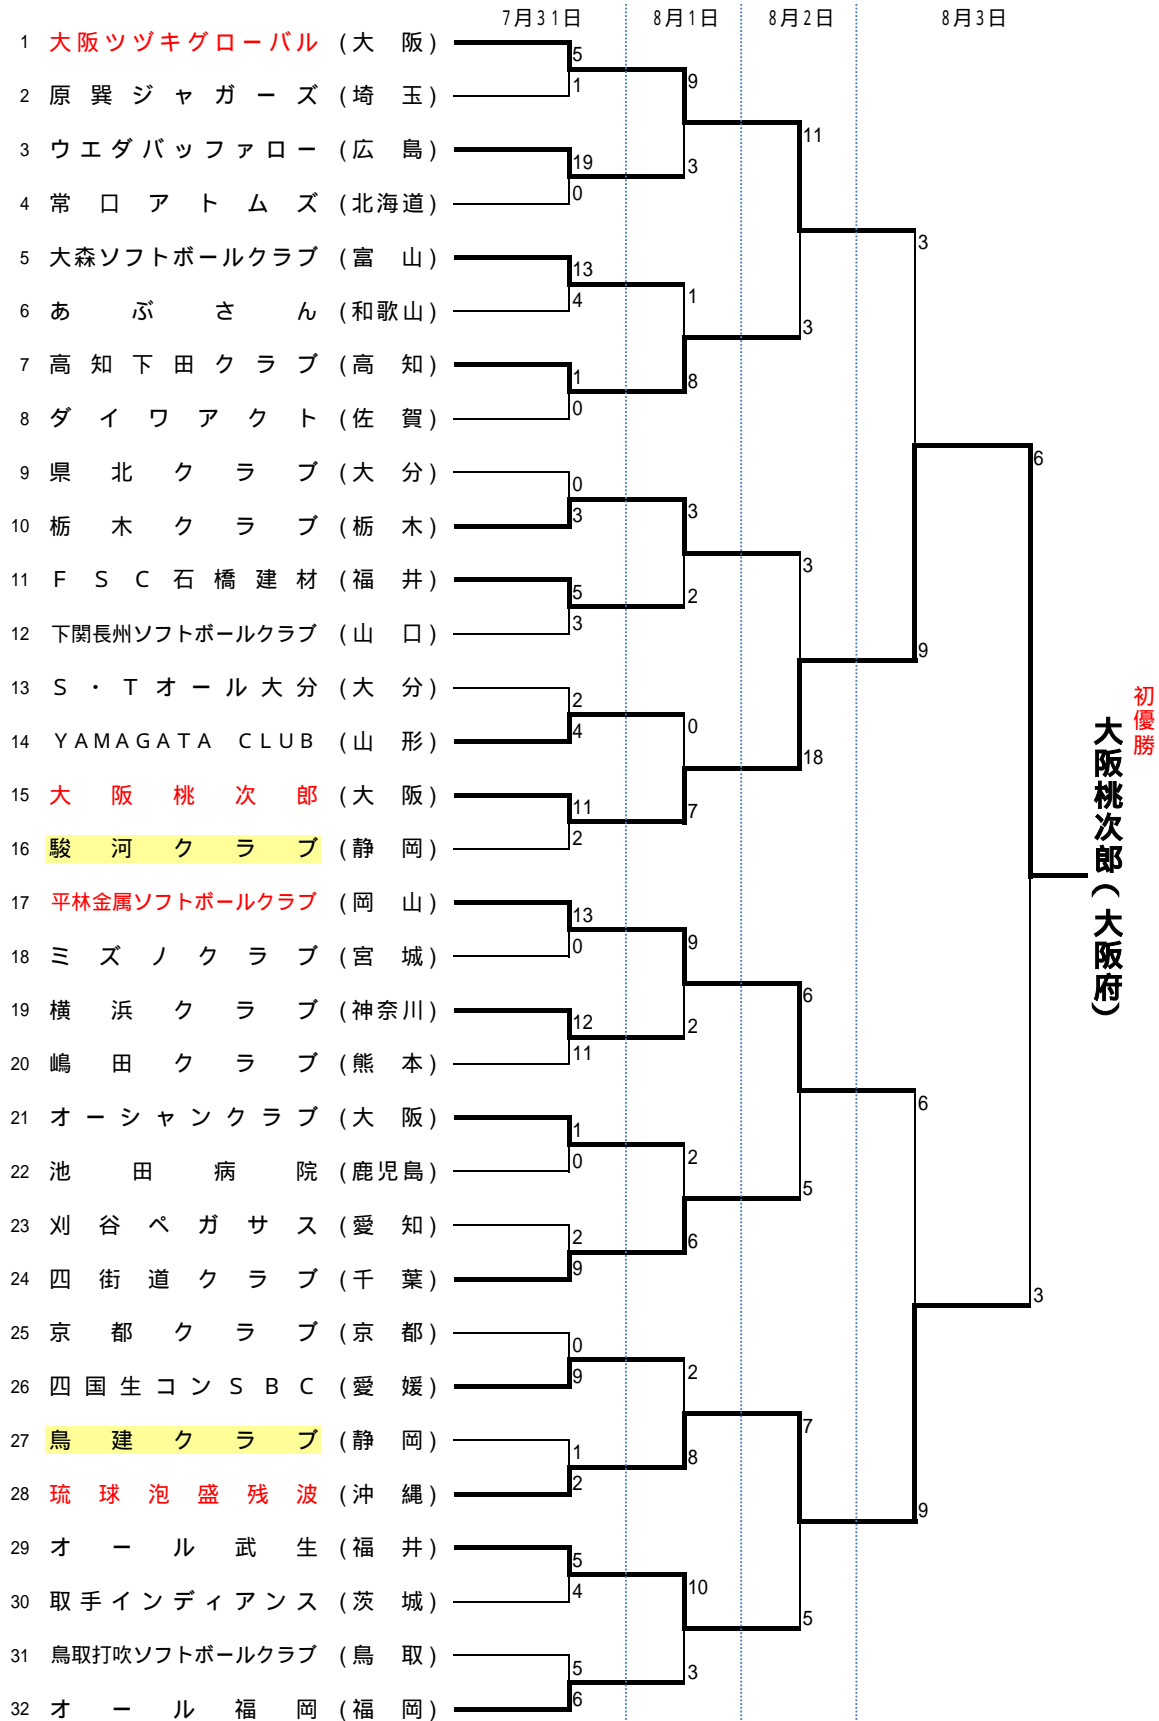 7月31日 8月1日 8月2日 8月3日
1 大阪ツヅキグローバル (大 阪)
5
9
2 原巽ジャガーズ (埼 玉)
1
11
3 ウエダバッファロー (広 島)
19
3
4 常口アトムズ (北海道)
0
3
5 大森ソフトボールクラブ (富 山)
13
1
6 あぶさん (和歌山)
4
3
7 高知下田クラブ (高 知)
1
8
8 ダイワアクト (佐 賀)
0
6
9 県北クラブ (大 分)
0
3
10 栃木クラブ (栃 木)
3
3
11 FSC石橋建材 (福 井)
5
2
12 下関長州ソフトボールクラブ (山 口)
3
9
13 S・Tオール大分 (大 分)
2
0
14 YAMAGATA CLUB (山 形)
4
18
15 大阪桃次郎 (大 阪)
11
7
16 駿河クラブ (静 岡)
2
初優勝
大阪桃次郎(大阪府)
17 平林金属ソフトボールクラブ (岡 山)
13
9
18 ミズノクラブ (宮 城)
0
6
19 横浜クラブ (神奈川)
12
2
20 嶋田クラブ (熊 本)
11
6
21 オーシャンクラブ (大 阪)
1
2
22 池田病院 (鹿児島)
0
5
23 刈谷ペガサス (愛 知)
2
6
24 四街道クラブ (千 葉)
9
3
25 京都クラブ (京 都)
0
2
26 四国生コンSBC (愛 媛)
9
7
27 鳥建クラブ (静 岡)
1
8
28 琉球泡盛残波 (沖 縄)
2
9
29 オール武生 (福 井)
5
10
30 取手インディアンス (茨 城)
4
5
31 鳥取打吹ソフトボールクラブ (鳥 取)
5
3
32 オール福岡 (福 岡)
6